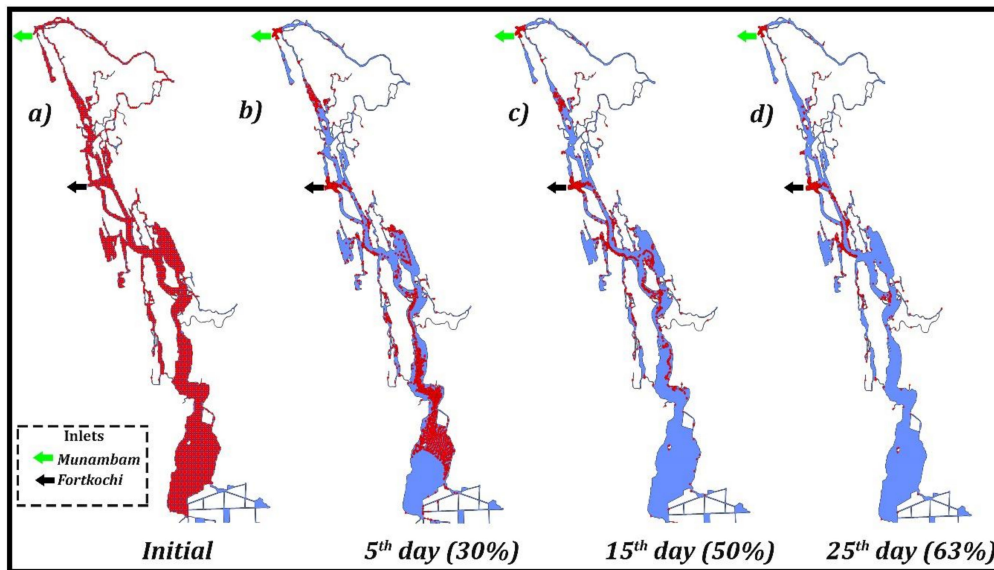 a)
b)
c)
d)
Inlets
Munambam
Fortkochi
Initial
5th day (30%)
15th day (50%)
25th day (63%)